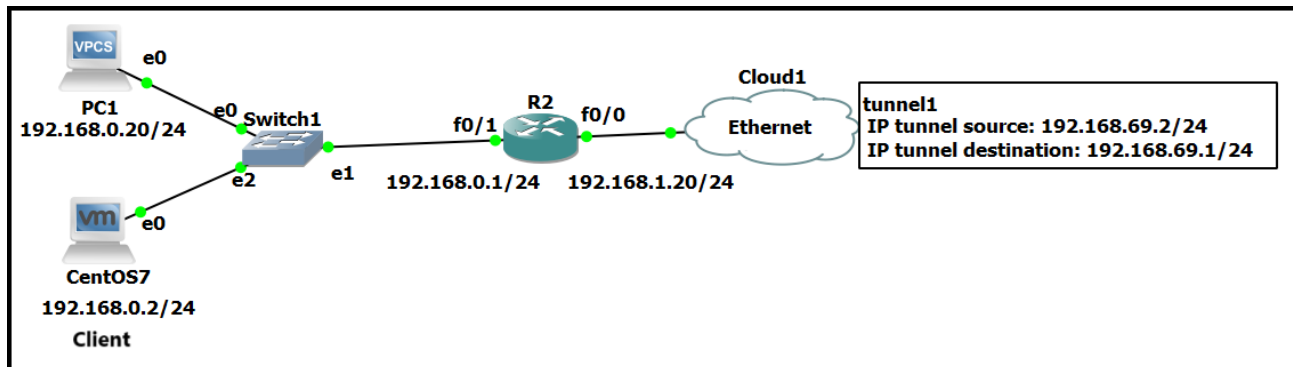 VPCS
e0
PC1
192.168.0.20/24
e0
Switch1
e1
e2
vm
e0
CentOS7
192.168.0.2/24
Client
f0/1
R2
f0/0
192.168.0.1/24
192.168.1.20/24
Cloud1
Ethernet
tunnel1
IP tunnel source: 192.168.69.2/24
IP tunnel destination: 192.168.69.1/24